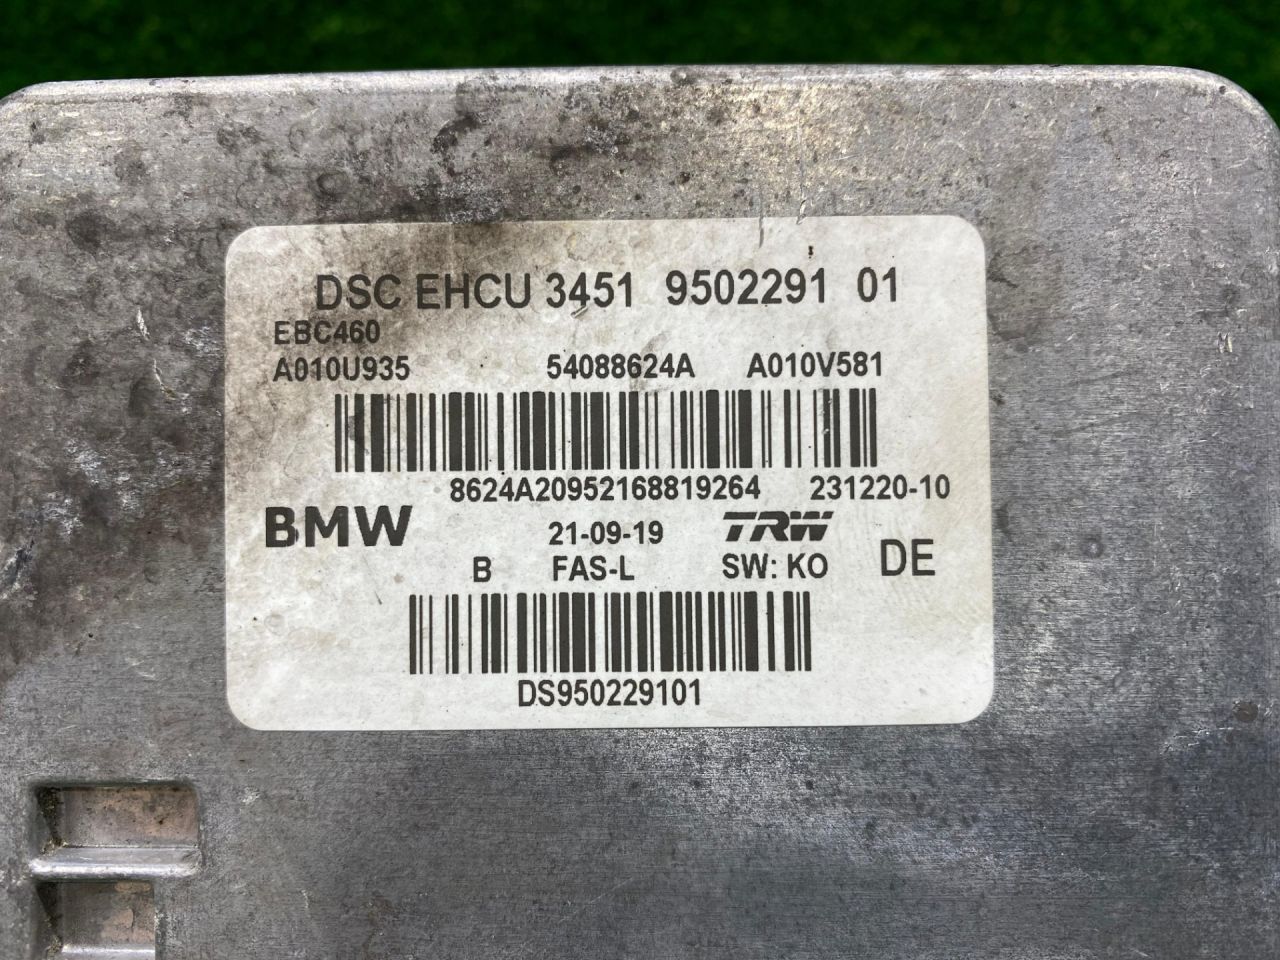 DSC EHCU 3451 9502291 01
EBC460
A010U935 54088624A A010V581
8624A20952168819264 231220-10
BMW 21-09-19 TRW
B FAS-L SW: KO DE
DS950229101